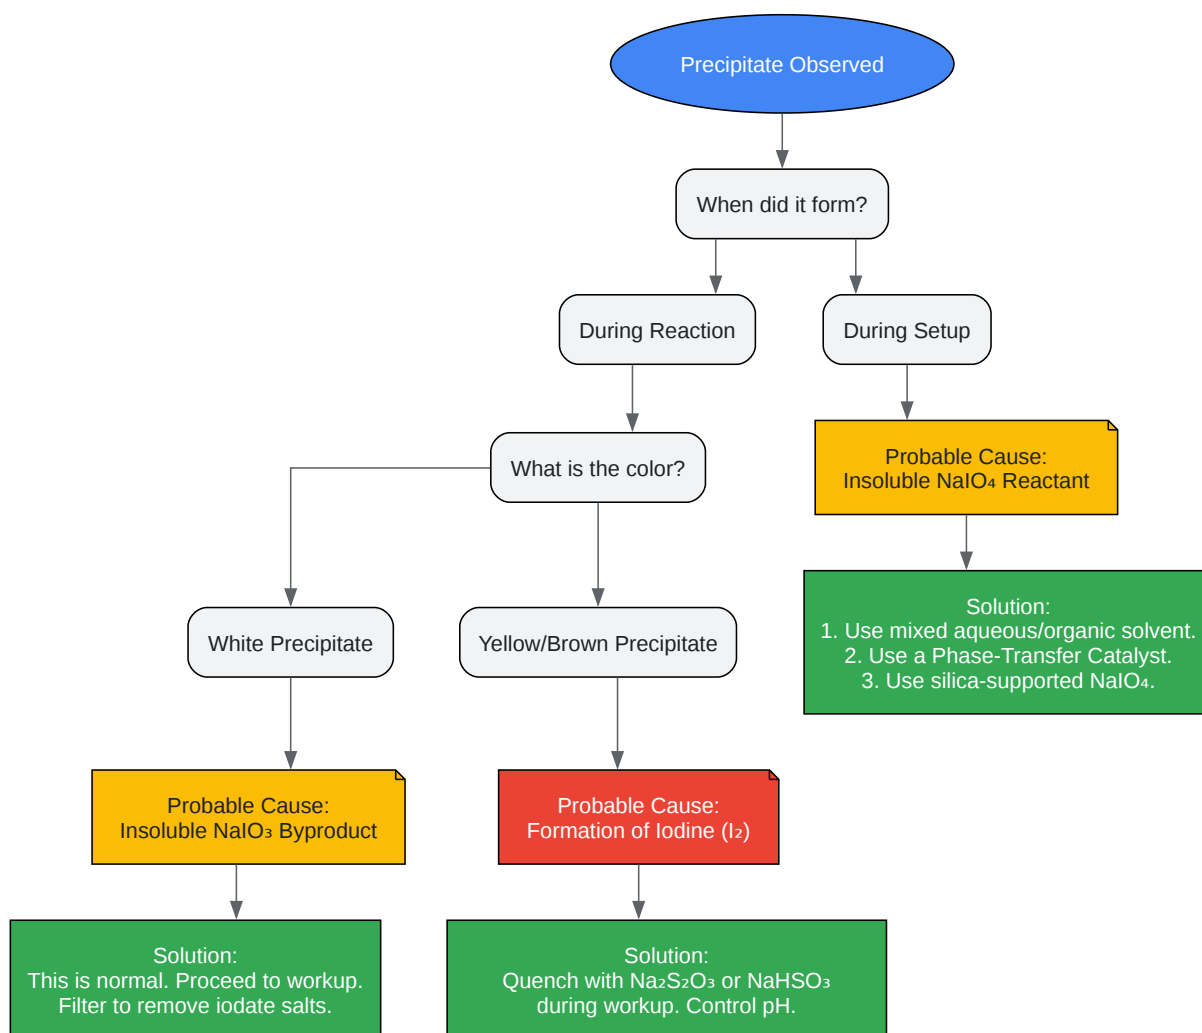 Precipitate Observed
When did it form?
During Reaction
During Setup
What is the color?
Probable Cause:
Insoluble NaIO₄ Reactant
Solution:
1. Use mixed aqueous/organic solvent.
2. Use a Phase-Transfer Catalyst.
3. Use silica-supported NaIO₄.
White Precipitate
Yellow/Brown Precipitate
Probable Cause:
Insoluble NaIO₃ Byproduct
Probable Cause:
Formation of Iodine (I₂)
Solution:
This is normal. Proceed to workup.
Filter to remove iodate salts.
Solution:
Quench with Na₂S₂O₃ or NaHSO₃
during workup. Control pH.